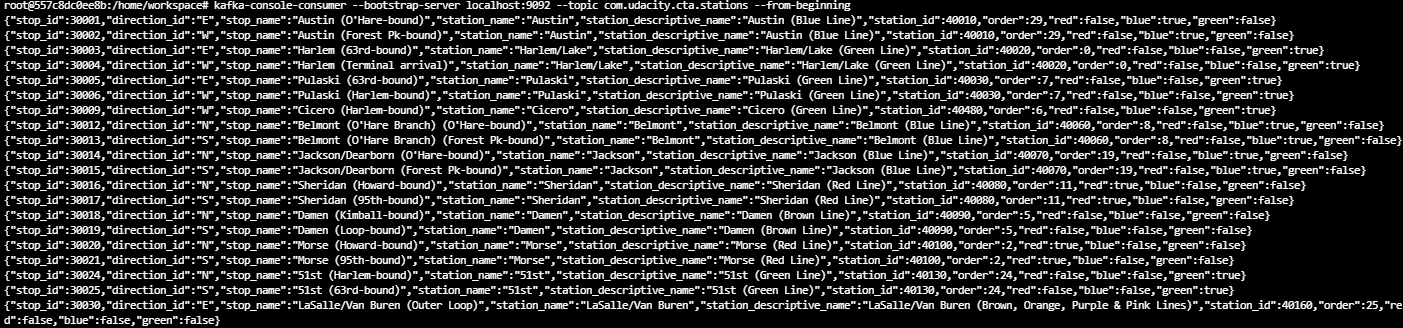 root@557c8dc0ee8b:/home/workspace# kafka-console-consumer --bootstrap-server localhost:9092 --topic com.udacity.cta.stations --from-beginning
{"stop_id":30001,"direction_id":"E","stop_name":"Austin (O'Hare-bound)","station_name":"Austin","station_descriptive_name":"Austin (Blue Line)","station_id":40010,"order":29,"red":false,"blue":true,"green":false}
{"stop_id":30002,"direction_id":"W","stop_name":"Austin (Forest Pk-bound)","station_name":"Austin","station_descriptive_name":"Austin (Blue Line)","station_id":40010,"order":29,"red":false,"blue":true,"green":false}
{"stop_id":30003,"direction_id":"E","stop_name":"Harlem (63rd-bound)","station_name":"Harlem/Lake","station_descriptive_name":"Harlem/Lake (Green Line)","station_id":40020,"order":0,"red":false,"blue":false,"green":true}
{"stop_id":30004,"direction_id":"W","stop_name":"Harlem (Terminal arrival)","station_name":"Harlem/Lake","station_descriptive_name":"Harlem/Lake (Green Line)","station_id":40020,"order":0,"red":false,"blue":false,"green":true}
{"stop_id":30005,"direction_id":"E","stop_name":"Pulaski (63rd-bound)","station_name":"Pulaski","station_descriptive_name":"Pulaski (Green Line)","station_id":40030,"order":7,"red":false,"blue":false,"green":true}
{"stop_id":30006,"direction_id":"W","stop_name":"Pulaski (Harlem-bound)","station_name":"Pulaski","station_descriptive_name":"Pulaski (Green Line)","station_id":40030,"order":7,"red":false,"blue":false,"green":true}
{"stop_id":30009,"direction_id":"W","stop_name":"Cicero (Harlem-bound)","station_name":"Cicero","station_descriptive_name":"Cicero (Green Line)","station_id":40480,"order":6,"red":false,"blue":false,"green":true}
{"stop_id":30012,"direction_id":"N","stop_name":"Belmont (O'Hare Branch) (O'Hare-bound)","station_name":"Belmont","station_descriptive_name":"Belmont (Blue Line)","station_id":40060,"order":8,"red":false,"blue":true,"green":false}
{"stop_id":30013,"direction_id":"S","stop_name":"Belmont (O'Hare Branch) (Forest Pk-bound)","station_name":"Belmont","station_descriptive_name":"Belmont (Blue Line)","station_id":40060,"order":8,"red":false,"blue":true,"green":false}
{"stop_id":30014,"direction_id":"N","stop_name":"Jackson/Dearborn (O'Hare-bound)","station_name":"Jackson","station_descriptive_name":"Jackson (Blue Line)","station_id":40070,"order":19,"red":false,"blue":true,"green":false}
{"stop_id":30015,"direction_id":"S","stop_name":"Jackson/Dearborn (Forest Pk-bound)","station_name":"Jackson","station_descriptive_name":"Jackson (Blue Line)","station_id":40070,"order":19,"red":false,"blue":true,"green":false}
{"stop_id":30016,"direction_id":"N","stop_name":"Sheridan (Howard-bound)","station_name":"Sheridan","station_descriptive_name":"Sheridan (Red Line)","station_id":40080,"order":11,"red":true,"blue":false,"green":false}
{"stop_id":30017,"direction_id":"S","stop_name":"Sheridan (95th-bound)","station_name":"Sheridan","station_descriptive_name":"Sheridan (Red Line)","station_id":40080,"order":11,"red":true,"blue":false,"green":false}
{"stop_id":30018,"direction_id":"N","stop_name":"Damen (Kimball-bound)","station_name":"Damen","station_descriptive_name":"Damen (Brown Line)","station_id":40090,"order":5,"red":false,"blue":false,"green":false}
{"stop_id":30019,"direction_id":"S","stop_name":"Damen (Loop-bound)","station_name":"Damen","station_descriptive_name":"Damen (Brown Line)","station_id":40090,"order":5,"red":false,"blue":false,"green":false}
{"stop_id":30020,"direction_id":"N","stop_name":"Morse (Howard-bound)","station_name":"Morse","station_descriptive_name":"Morse (Red Line)","station_id":40100,"order":2,"red":true,"blue":false,"green":false}
{"stop_id":30021,"direction_id":"S","stop_name":"Morse (95th-bound)","station_name":"Morse","station_descriptive_name":"Morse (Red Line)","station_id":40100,"order":2,"red":true,"blue":false,"green":false}
{"stop_id":30024,"direction_id":"N","stop_name":"51st (Harlem-bound)","station_name":"51st","station_descriptive_name":"51st (Green Line)","station_id":40130,"order":24,"red":false,"blue":false,"green":true}
{"stop_id":30025,"direction_id":"S","stop_name":"51st (63rd-bound)","station_name":"51st","station_descriptive_name":"51st (Green Line)","station_id":40130,"order":24,"red":false,"blue":false,"green":true}
{"stop_id":30030,"direction_id":"E","stop_name":"LaSalle/Van Buren (Outer Loop)","station_name":"LaSalle/Van Buren","station_descriptive_name":"LaSalle/Van Buren (Brown, Orange, Purple & Pink Lines)","station_id":40160,"order":25,"re
d":false,"blue":false,"green":false}